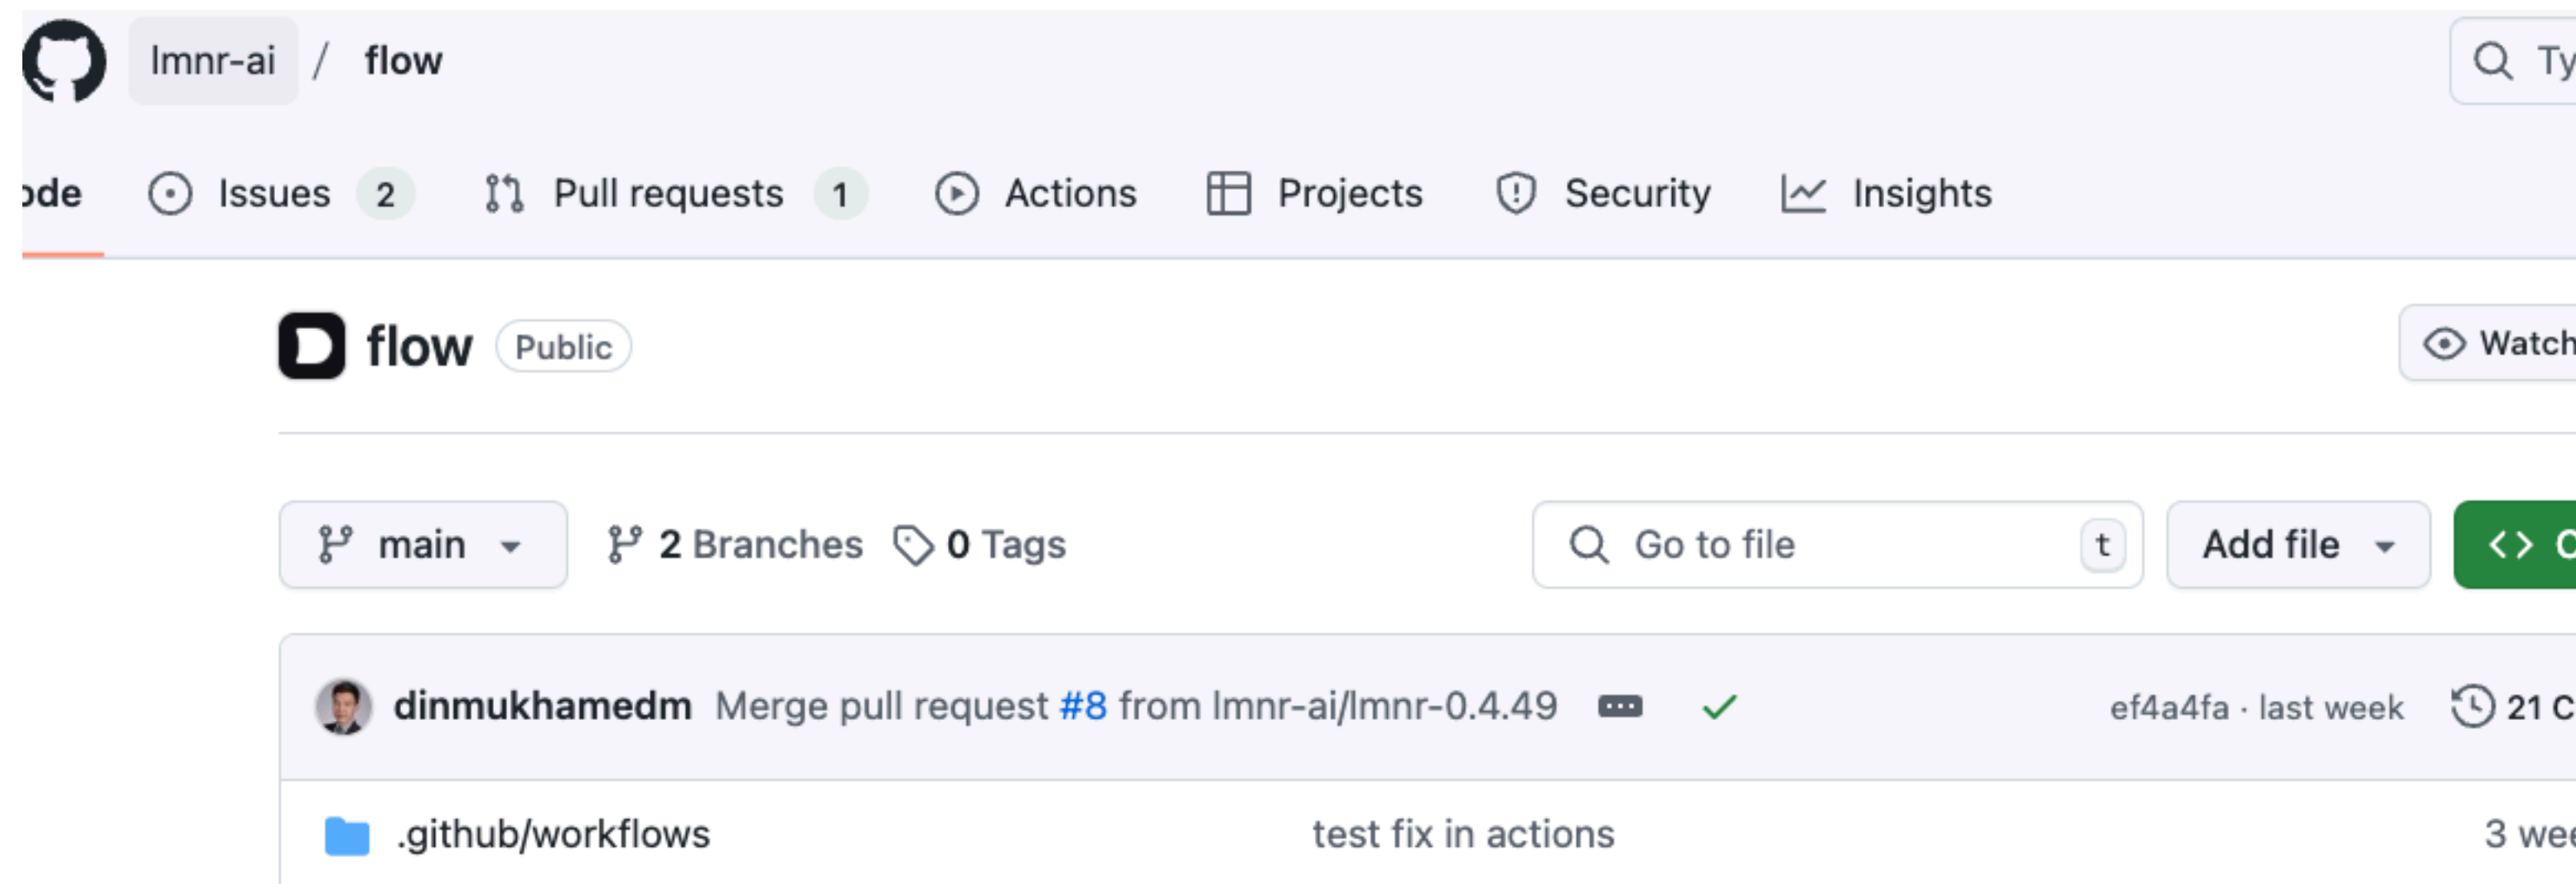 lmnr-ai / flow
Issues 2 Pull requests 1 Actions Projects Security Insights
flow Public
Watch
main 2 Branches 0 Tags Go to file t Add file
dinmukhamedm Merge pull request #8 from lmnr-ai/lmnr-0.4.49 ef4a4fa · last week 21
.github/workflows test fix in actions 3